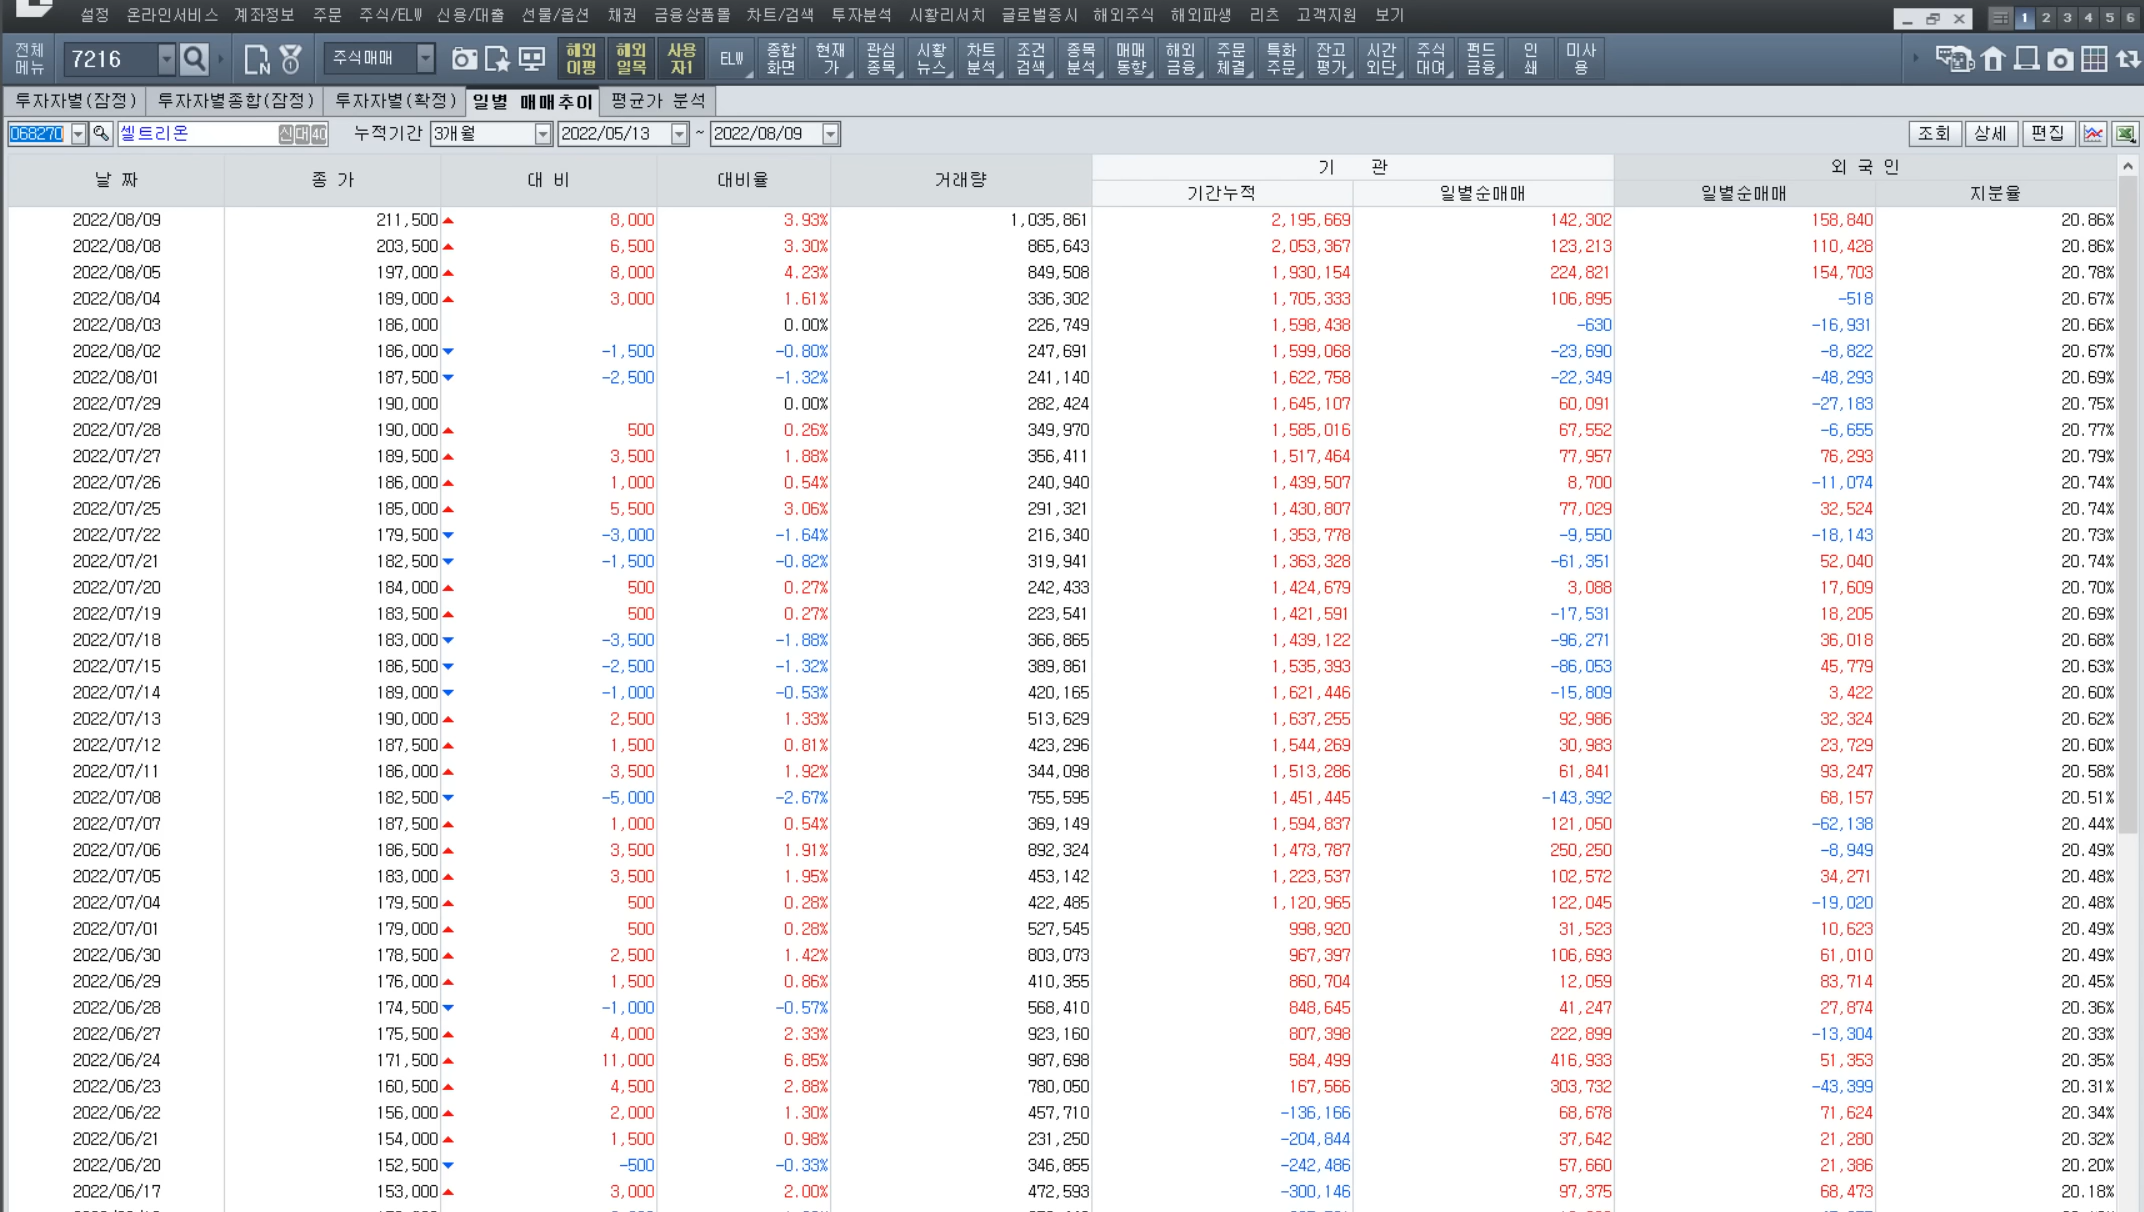 설정 온라인서비스 계좌정보 주문 주식/ELW 신용/대출 선물/옵션 채권 금융상품몰 차트/검색 투자분석 시황리서치 글로벌증시 해외주식 해외파생 리츠 고객지원 보기 1 2 3 4 5 6
전체메뉴 7216 주식매매 해외이평 해외일목 사용자1 ELW 종합화면 현재가 관심종목 시황뉴스 차트분석 조건검색 종목분석 매매동향 해외금융 주문체결 특화주문 잔고평가 시간외단 주식대여 펀드금융 인쇄 미사용
투자자별(잠정) 투자자별종합(잠정) 투자자별(확정) 일별 매매추이 평균가 분석
068270 셀트리온 신대40 누적기간 3개월 2022/05/13 ~ 2022/08/09 조회 상세 편집
날 짜 종 가 대 비 대비율 거래량 기 관 외 국 인
기간누적 일별순매매 일별순매매 지분율
2022/08/09 211,500▲ 8,000 3.93% 1,035,861 2,195,669 142,302 158,840 20.86%
2022/08/08 203,500▲ 6,500 3.30% 865,643 2,053,367 123,213 110,428 20.86%
2022/08/05 197,000▲ 8,000 4.23% 849,508 1,930,154 224,821 154,703 20.78%
2022/08/04 189,000▲ 3,000 1.61% 336,302 1,705,333 106,895 -518 20.67%
2022/08/03 186,000 0.00% 226,749 1,598,438 -630 -16,931 20.66%
2022/08/02 186,000▼ -1,500 -0.80% 247,691 1,599,068 -23,690 -8,822 20.67%
2022/08/01 187,500▼ -2,500 -1.32% 241,140 1,622,758 -22,349 -48,293 20.69%
2022/07/29 190,000 0.00% 282,424 1,645,107 60,091 -27,183 20.75%
2022/07/28 190,000▲ 500 0.26% 349,970 1,585,016 67,552 -6,655 20.77%
2022/07/27 189,500▲ 3,500 1.88% 356,411 1,517,464 77,957 76,293 20.79%
2022/07/26 186,000▲ 1,000 0.54% 240,940 1,439,507 8,700 -11,074 20.74%
2022/07/25 185,000▲ 5,500 3.06% 291,321 1,430,807 77,029 32,524 20.74%
2022/07/22 179,500▼ -3,000 -1.64% 216,340 1,353,778 -9,550 -18,143 20.73%
2022/07/21 182,500▼ -1,500 -0.82% 319,941 1,363,328 -61,351 52,040 20.74%
2022/07/20 184,000▲ 500 0.27% 242,433 1,424,679 3,088 17,609 20.70%
2022/07/19 183,500▲ 500 0.27% 223,541 1,421,591 -17,531 18,205 20.69%
2022/07/18 183,000▼ -3,500 -1.88% 366,865 1,439,122 -96,271 36,018 20.68%
2022/07/15 186,500▼ -2,500 -1.32% 389,861 1,535,393 -86,053 45,779 20.63%
2022/07/14 189,000▼ -1,000 -0.53% 420,165 1,621,446 -15,809 3,422 20.60%
2022/07/13 190,000▲ 2,500 1.33% 513,629 1,637,255 92,986 32,324 20.62%
2022/07/12 187,500▲ 1,500 0.81% 423,296 1,544,269 30,983 23,729 20.60%
2022/07/11 186,000▲ 3,500 1.92% 344,098 1,513,286 61,841 93,247 20.58%
2022/07/08 182,500▼ -5,000 -2.67% 755,595 1,451,445 -143,392 68,157 20.51%
2022/07/07 187,500▲ 1,000 0.54% 369,149 1,594,837 121,050 -62,138 20.44%
2022/07/06 186,500▲ 3,500 1.91% 892,324 1,473,787 250,250 -8,949 20.49%
2022/07/05 183,000▲ 3,500 1.95% 453,142 1,223,537 102,572 34,271 20.48%
2022/07/04 179,500▲ 500 0.28% 422,485 1,120,965 122,045 -19,020 20.48%
2022/07/01 179,000▲ 500 0.28% 527,545 998,920 31,523 10,623 20.49%
2022/06/30 178,500▲ 2,500 1.42% 803,073 967,397 106,693 61,010 20.49%
2022/06/29 176,000▲ 1,500 0.86% 410,355 860,704 12,059 83,714 20.45%
2022/06/28 174,500▼ -1,000 -0.57% 568,410 848,645 41,247 27,874 20.36%
2022/06/27 175,500▲ 4,000 2.33% 923,160 807,398 222,899 -13,304 20.33%
2022/06/24 171,500▲ 11,000 6.85% 987,698 584,499 416,933 51,353 20.35%
2022/06/23 160,500▲ 4,500 2.88% 780,050 167,566 303,732 -43,399 20.31%
2022/06/22 156,000▲ 2,000 1.30% 457,710 -136,166 68,678 71,624 20.34%
2022/06/21 154,000▲ 1,500 0.98% 231,250 -204,844 37,642 21,280 20.32%
2022/06/20 152,500▼ -500 -0.33% 346,855 -242,486 57,660 21,386 20.20%
2022/06/17 153,000▲ 3,000 2.00% 472,593 -300,146 97,375 68,473 20.18%